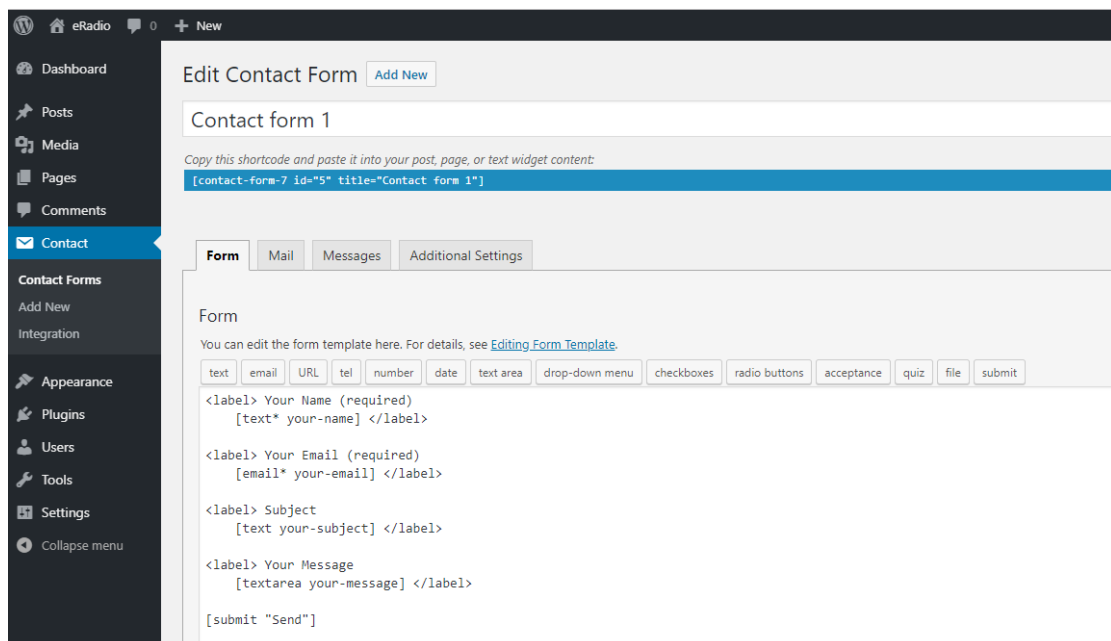 eRadio 0 + New
Dashboard
Posts
Media
Pages
Comments
Contact
Contact Forms
Add New
Integration
Appearance
Plugins
Users
Tools
Settings
Collapse menu
Edit Contact Form Add New
Contact form 1
Copy this shortcode and paste it into your post, page, or text widget content:
[contact-form-7 id="5" title="Contact form 1"]
Form Mail Messages Additional Settings
Form
You can edit the form template here. For details, see Editing Form Template.
text email URL tel number date text area drop-down menu checkboxes radio buttons acceptance quiz file submit
<label> Your Name (required)
[text* your-name] </label>
<label> Your Email (required)
[email* your-email] </label>
<label> Subject
[text your-subject] </label>
<label> Your Message
[textarea your-message] </label>
[submit "Send"]